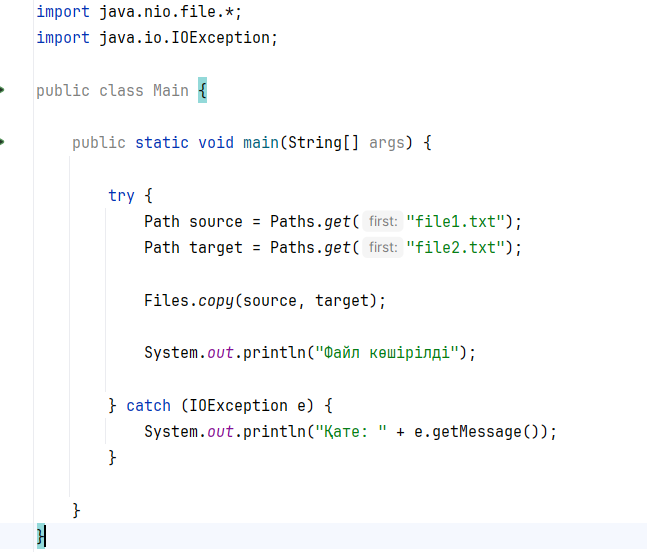 import java.nio.file.*;
import java.io.IOException;
public class Main {
public static void main(String[] args) {
try {
Path source = Paths.get( first: "file1.txt");
Path target = Paths.get( first: "file2.txt");
Files.copy(source, target);
System.out.println("Файл көшірілді");
} catch (IOException e) {
System.out.println("Қате: " + e.getMessage());
}
}
}